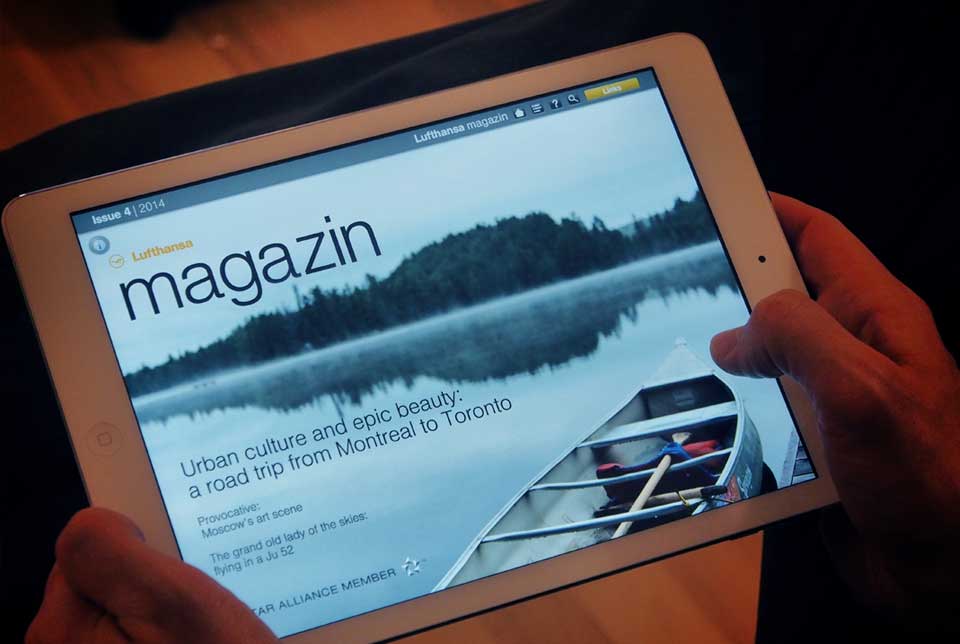 Issue 4 | 2014
Lufthansa magazin
Links
Lufthansa
magazin
Urban culture and epic beauty:
a road trip from Montreal to Toronto
Provocative:
Moscow's art scene
The grand old lady of the skies:
flying in a Ju 52
TAR ALLIANCE MEMBER